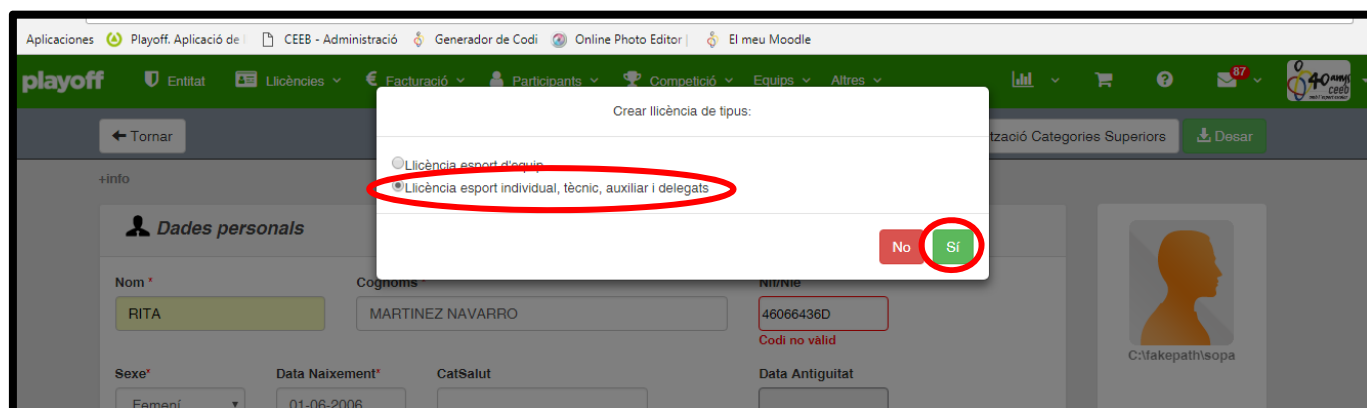 Aplicaciones Playoff. Aplicació de CEEB - Administració Generador de Codi Online Photo Editor | El meu Moodle
playoff Entitat Llicències € Facturació Participants Competició Equips Altres 87 40 anys ceeb
Crear llicència de tipus:
Tornar tzació Categories Superiors Desar
Llicència esport d'equip
+info
Llicència esport individual, tècnic, auxiliar i delegats
Dades personals
No Sí
Nom * Cognoms * Nif/Nie
RITA MARTINEZ NAVARRO 46066436D
Codi no vàlid
C:\fakepath\sopa
Sexe* Data Naixement* CatSalut Data Antiguitat
Femení 01-06-2006